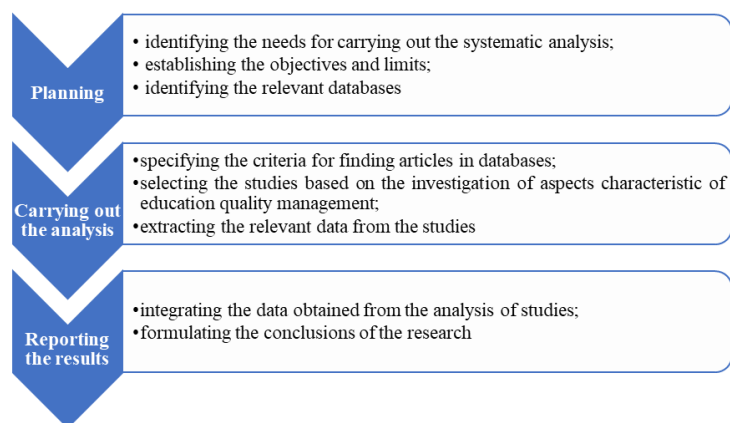 Planning
• identifying the needs for carrying out the systematic analysis;
• establishing the objectives and limits;
• identifying the relevant databases
Carrying out
the analysis
•specifying the criteria for finding articles in databases;
•selecting the studies based on the investigation of aspects characteristic of
education quality management;
•extracting the relevant data from the studies
Reporting
the results
•integrating the data obtained from the analysis of studies;
•formulating the conclusions of the research